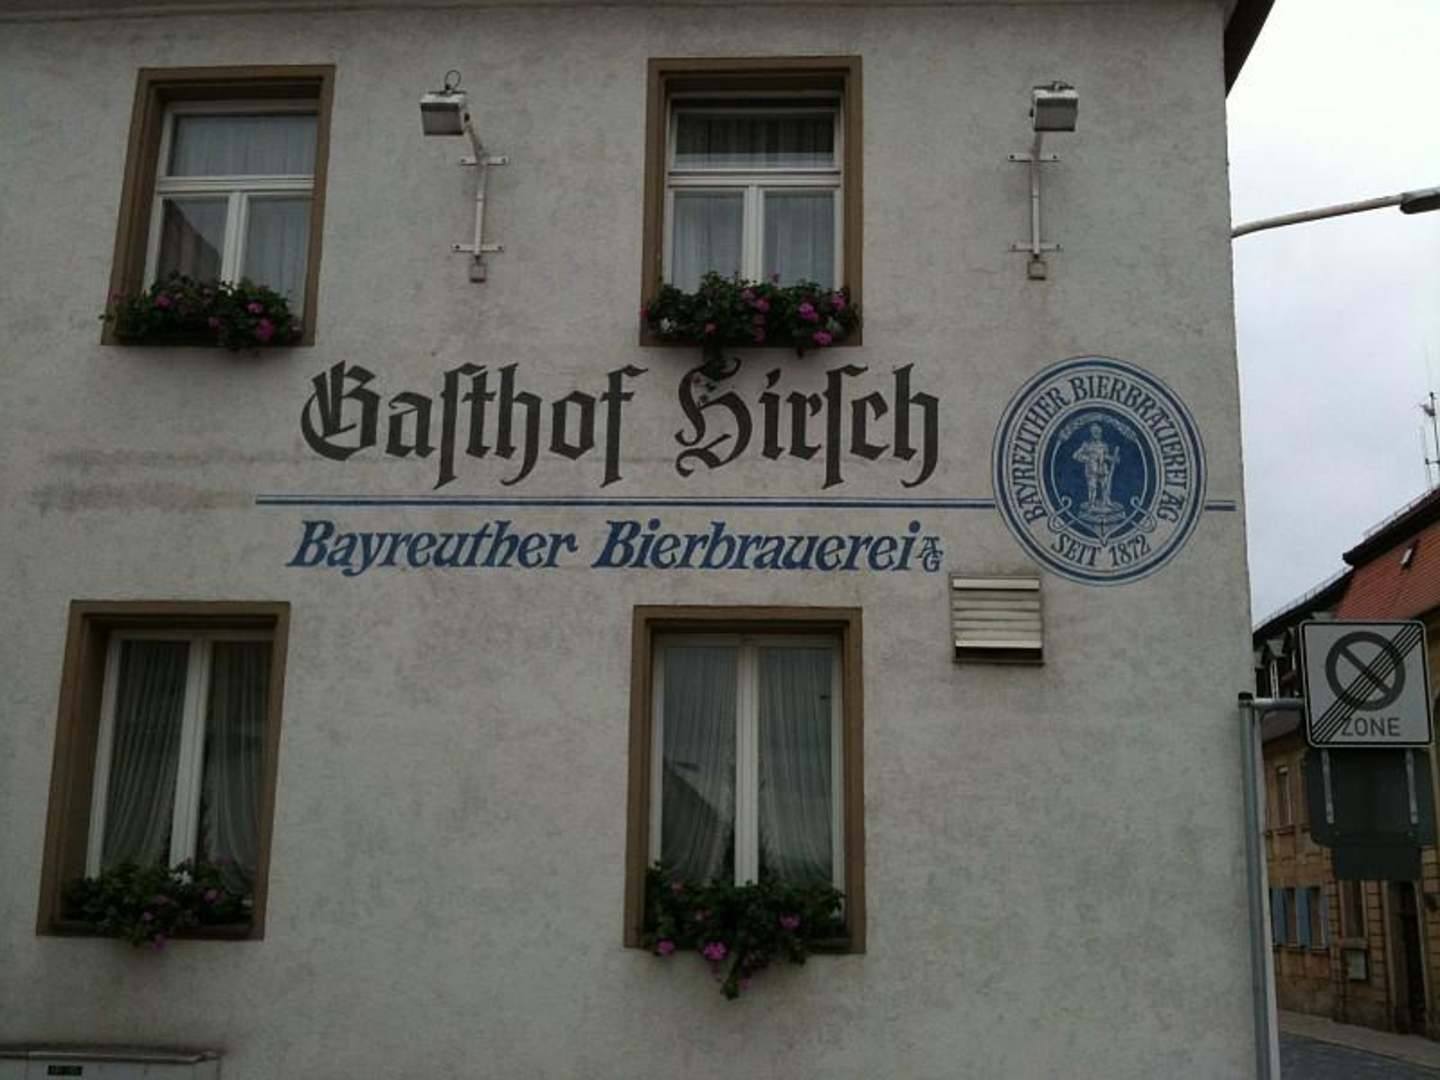 Gasthof Hirsch
Bayreuther Bierbrauerei AG
BAYREUTHER BIERBRAUEREI AG
SEIT 1872
ZONE